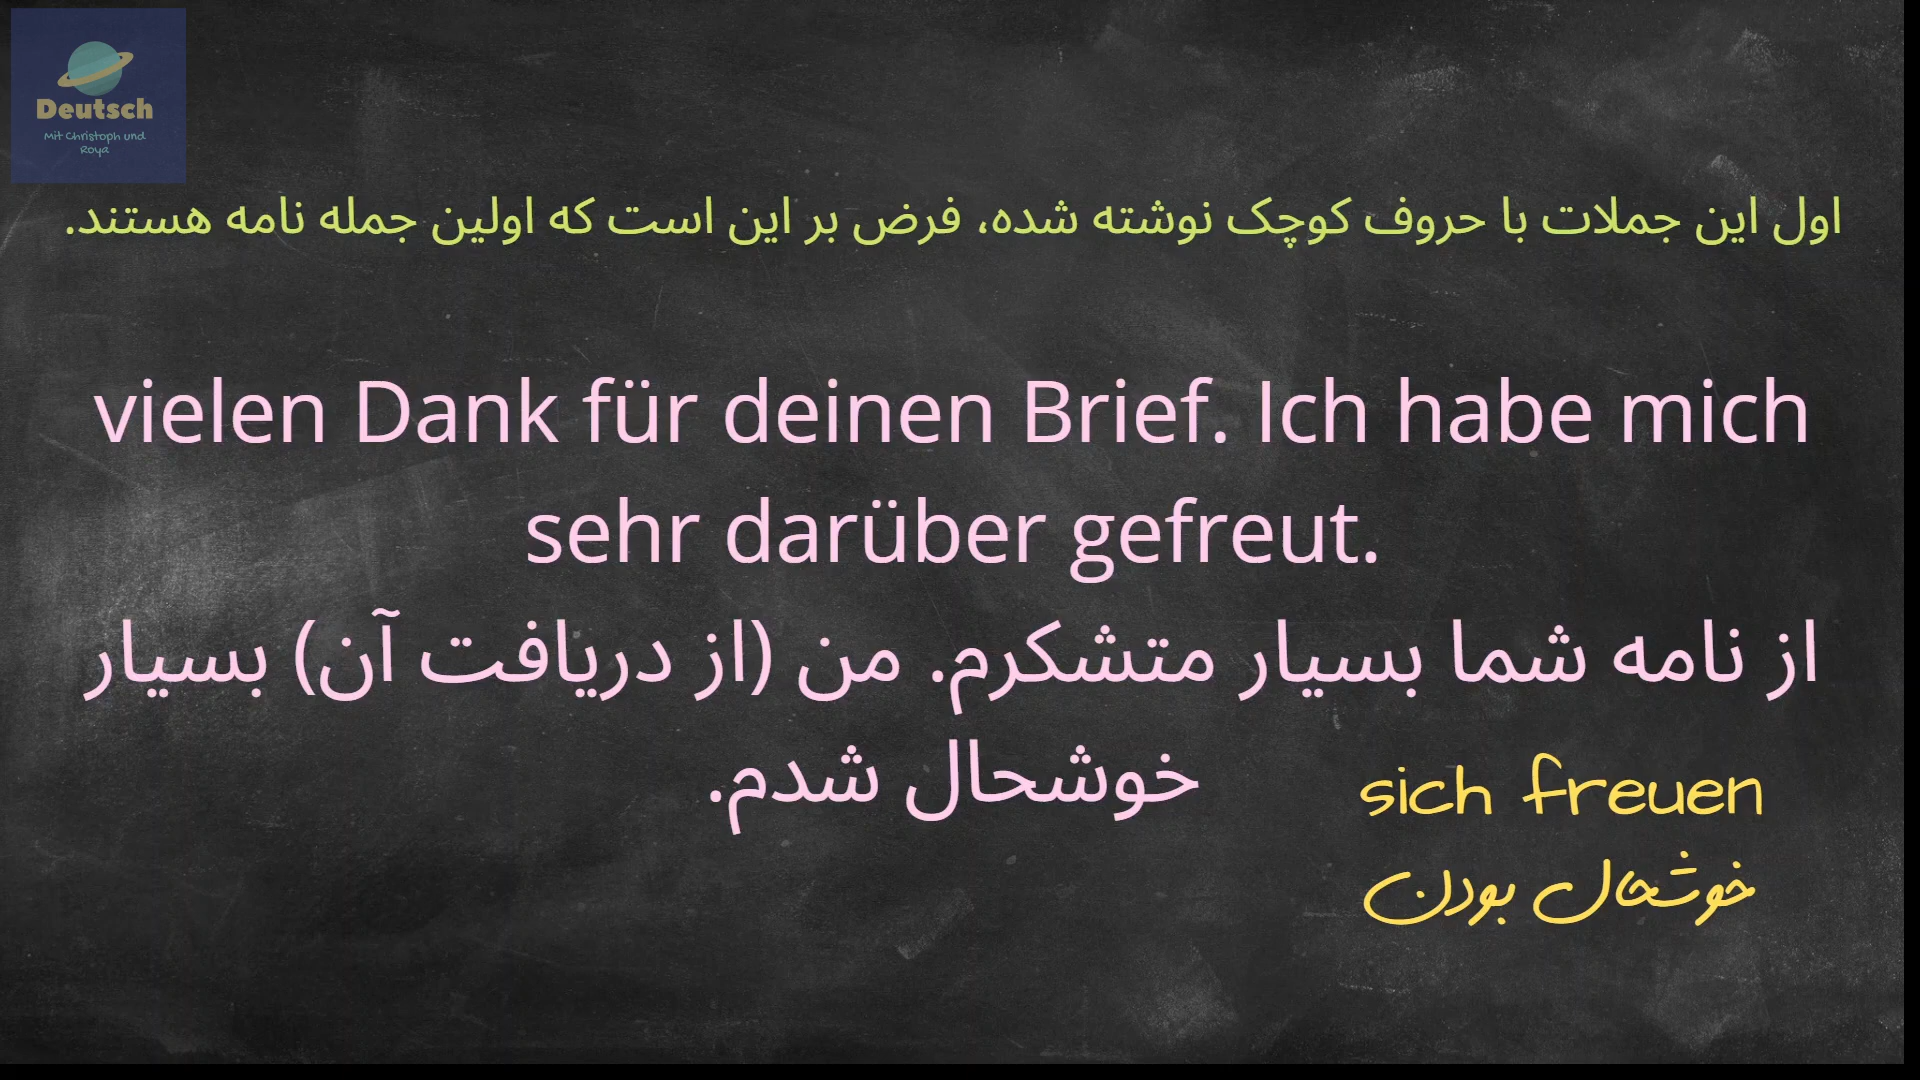 Deutsch
Mit Christoph und
Roya
اول این جملات با حروف کوچک نوشته شده، فرض بر این است که اولین جمله نامه هستند.
vielen Dank für deinen Brief. Ich habe mich
sehr darüber gefreut.
از نامه شما بسیار متشکرم. من (از دریافت آن) بسیار
خوشحال شدم.
sich freuen
خوشحال بودن